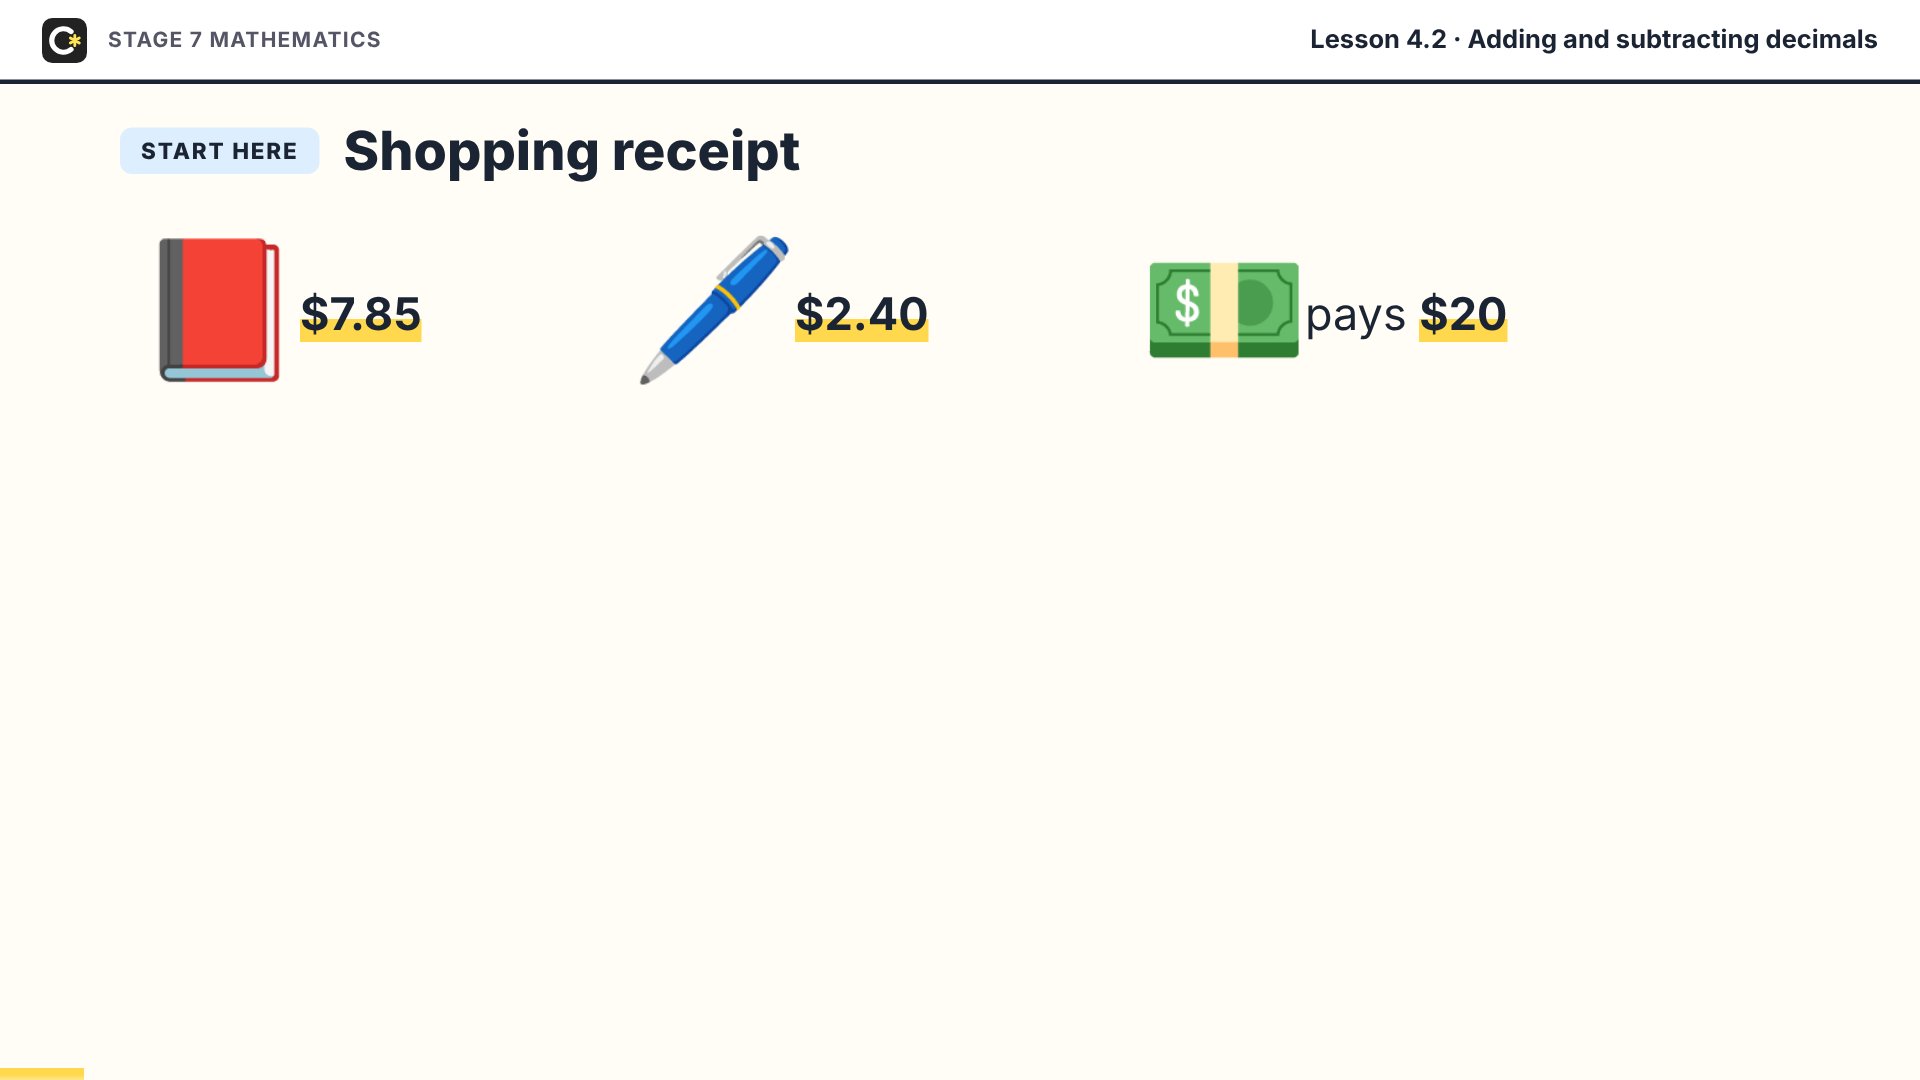 STAGE 7 MATHEMATICS
Lesson 4.2 · Adding and subtracting decimals
START HERE
Shopping receipt
$7.85
$2.40
$
pays $20